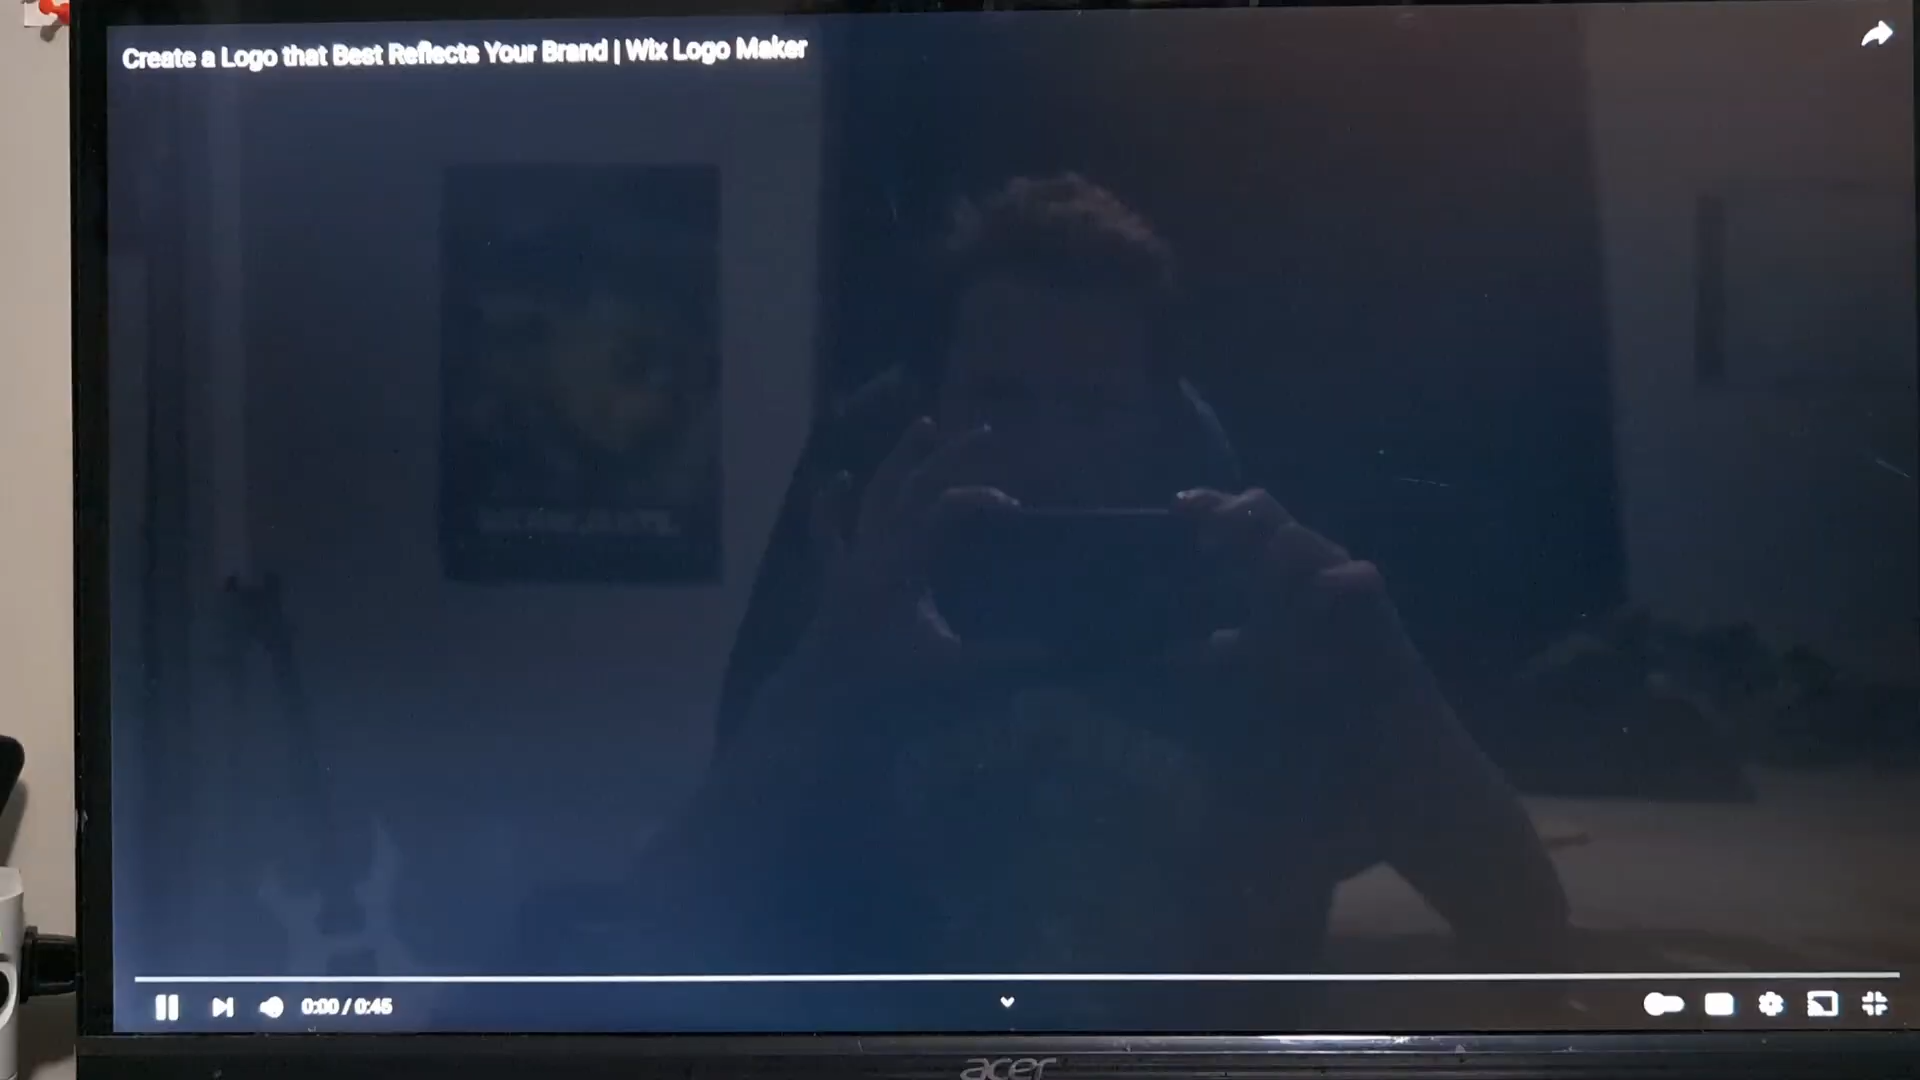 Create a Logo that Best Reflects Your Brand | Wix Logo Maker
0:00 / 0:45
acer